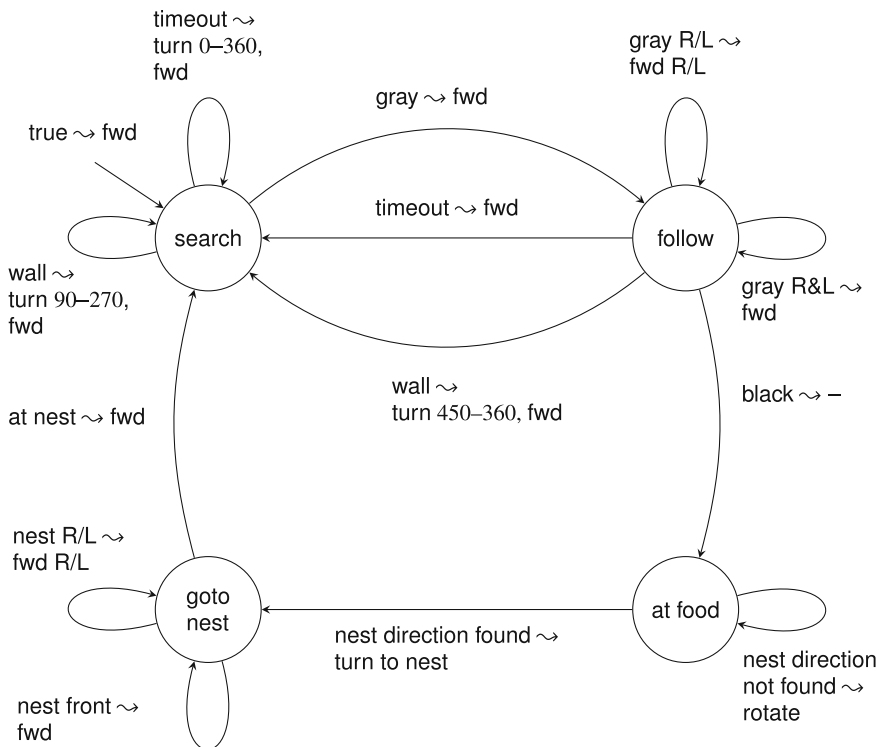 timeout ⤳
turn 0–360,
fwd
gray R/L ⤳
fwd R/L
gray ⤳ fwd
true ⤳ fwd
timeout ⤳ fwd
search
follow
wall ⤳
turn 90–270,
fwd
gray R&L ⤳
fwd
wall ⤳
turn 450–360, fwd
black ⤳ –
at nest ⤳ fwd
nest R/L ⤳
fwd R/L
goto
nest
at food
nest direction found ⤳
turn to nest
nest direction
not found ⤳
rotate
nest front ⤳
fwd